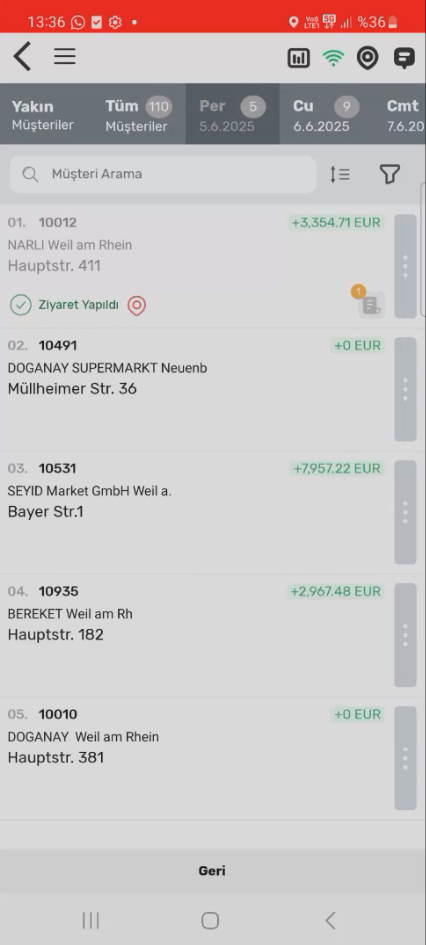 13:36 %36
Yakın Müşteriler
Tüm 110 Müşteriler
Per 5 5.6.2025
Cu 9 6.6.2025
Cmt 7.6.20
Müşteri Arama
01. 10012 +3,354.71 EUR
NARLI Weil am Rhein
Hauptstr. 411
Ziyaret Yapıldı 1
02. 10491 +0 EUR
DOGANAY SUPERMARKT Neuenb
Müllheimer Str. 36
03. 10531 +7,957.22 EUR
SEYID Market GmbH Weil a.
Bayer Str.1
04. 10935 +2,967.48 EUR
BEREKET Weil am Rh
Hauptstr. 182
05. 10010 +0 EUR
DOGANAY Weil am Rhein
Hauptstr. 381
Geri